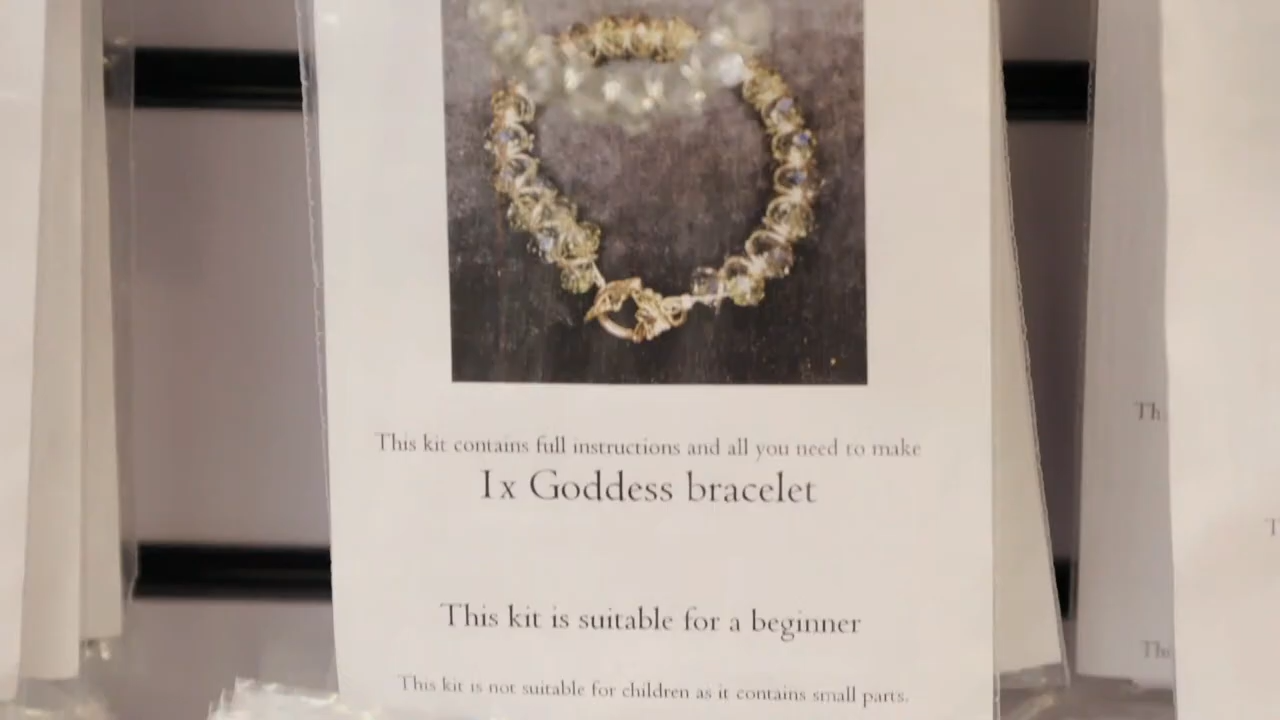 This kit contains full instructions and all you need to make
1x Goddess bracelet
This kit is suitable for a beginner
This kit is not suitable for children as it contains small parts.
Th